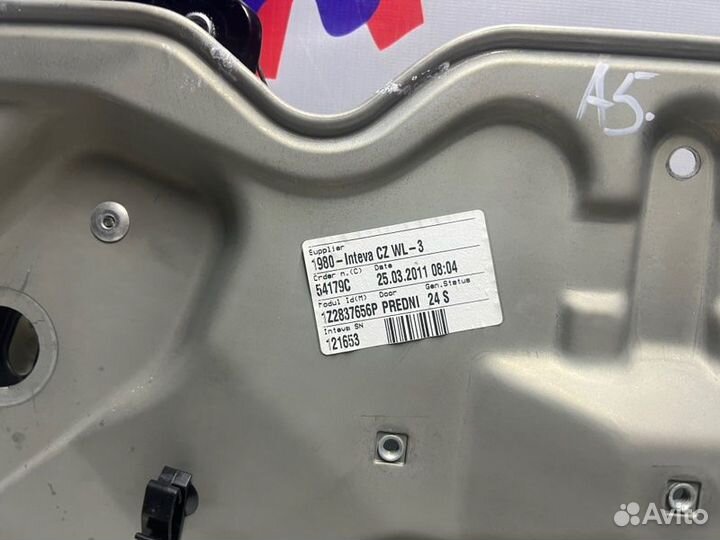 A5.
Supplier
1980-Inteva CZ WL-3
Order n.(C) Date
54179C 25.03.2011 08:04
Modul Id(M) Door Gen.Status
1Z2837656P PREDNI 24 S
Inteva SN
121653
Avito